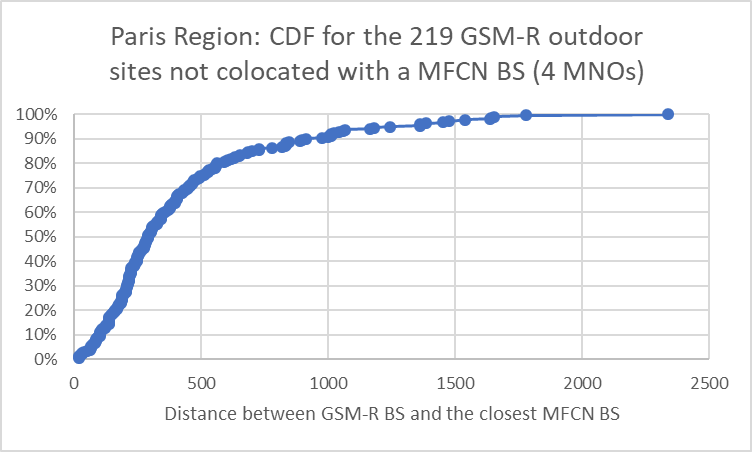 Paris Region: CDF for the 219 GSM-R outdoor
sites not colocated with a MFCN BS (4 MNOs)
100%
90%
80%
70%
60%
50%
40%
30%
20%
10%
0%
0 500 1000 1500 2000 2500
Distance between GSM-R BS and the closest MFCN BS